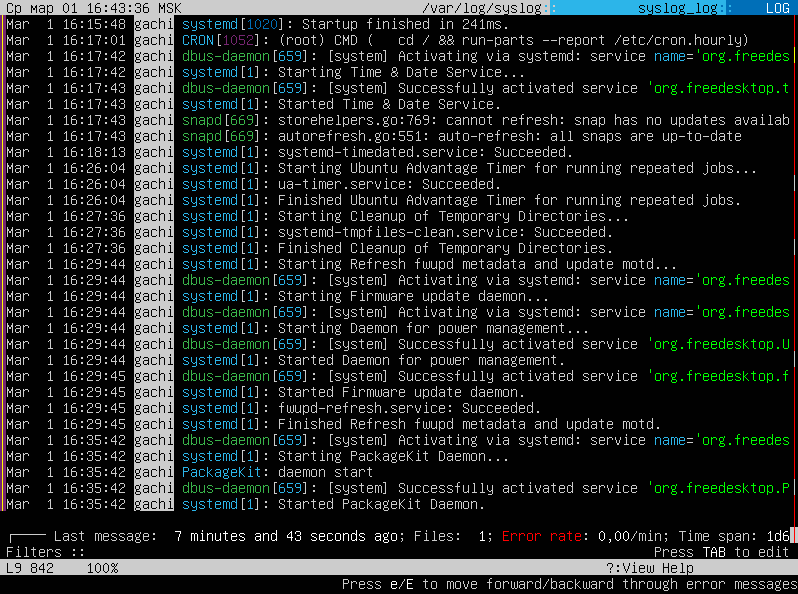 Ср мар 01 16:43:36 MSK /var/log/syslog: syslog_log: LOG
Mar 1 16:15:48 gachi systemd[1020]: Startup finished in 241ms.
Mar 1 16:17:01 gachi CRON[1052]: (root) CMD ( cd / && run-parts --report /etc/cron.hourly)
Mar 1 16:17:42 gachi dbus-daemon[659]: [system] Activating via systemd: service name='org.freedes
Mar 1 16:17:42 gachi systemd[1]: Starting Time & Date Service...
Mar 1 16:17:43 gachi dbus-daemon[659]: [system] Successfully activated service 'org.freedesktop.t
Mar 1 16:17:43 gachi systemd[1]: Started Time & Date Service.
Mar 1 16:17:43 gachi snapd[669]: storehelpers.go:769: cannot refresh: snap has no updates availab
Mar 1 16:17:43 gachi snapd[669]: autorefresh.go:551: auto-refresh: all snaps are up-to-date
Mar 1 16:18:13 gachi systemd[1]: systemd-timedated.service: Succeeded.
Mar 1 16:26:04 gachi systemd[1]: Starting Ubuntu Advantage Timer for running repeated jobs...
Mar 1 16:26:04 gachi systemd[1]: ua-timer.service: Succeeded.
Mar 1 16:26:04 gachi systemd[1]: Finished Ubuntu Advantage Timer for running repeated jobs.
Mar 1 16:27:36 gachi systemd[1]: Starting Cleanup of Temporary Directories...
Mar 1 16:27:36 gachi systemd[1]: systemd-tmpfiles-clean.service: Succeeded.
Mar 1 16:27:36 gachi systemd[1]: Finished Cleanup of Temporary Directories.
Mar 1 16:29:44 gachi systemd[1]: Starting Refresh fwupd metadata and update motd...
Mar 1 16:29:44 gachi dbus-daemon[659]: [system] Activating via systemd: service name='org.freedes
Mar 1 16:29:44 gachi systemd[1]: Starting Firmware update daemon...
Mar 1 16:29:44 gachi dbus-daemon[659]: [system] Activating via systemd: service name='org.freedes
Mar 1 16:29:44 gachi systemd[1]: Starting Daemon for power management...
Mar 1 16:29:44 gachi dbus-daemon[659]: [system] Successfully activated service 'org.freedesktop.U
Mar 1 16:29:44 gachi systemd[1]: Started Daemon for power management.
Mar 1 16:29:45 gachi dbus-daemon[659]: [system] Successfully activated service 'org.freedesktop.f
Mar 1 16:29:45 gachi systemd[1]: Started Firmware update daemon.
Mar 1 16:29:45 gachi systemd[1]: fwupd-refresh.service: Succeeded.
Mar 1 16:29:45 gachi systemd[1]: Finished Refresh fwupd metadata and update motd.
Mar 1 16:35:42 gachi dbus-daemon[659]: [system] Activating via systemd: service name='org.freedes
Mar 1 16:35:42 gachi systemd[1]: Starting PackageKit Daemon...
Mar 1 16:35:42 gachi PackageKit: daemon start
Mar 1 16:35:42 gachi dbus-daemon[659]: [system] Successfully activated service 'org.freedesktop.P
Mar 1 16:35:42 gachi systemd[1]: Started PackageKit Daemon.
Last message: 7 minutes and 43 seconds ago; Files: 1; Error rate: 0,00/min; Time span: 1d6
Filters :: Press TAB to edit
L9 842 100% ?:View Help
Press e/E to move forward/backward through error messages